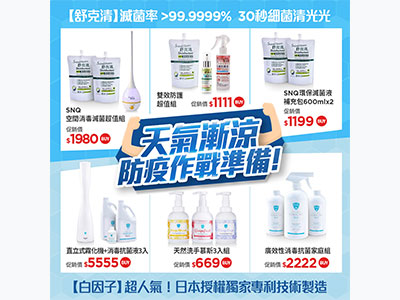 【舒克清】減菌率 >99.9999% 30秒細菌清光光
SNQ
空間消毒滅菌超值組
促銷價
$1980 BUY
雙效防護
超值組
促銷價 $1111 BUY
SNQ環保滅菌液
補充包600mlx2
促銷價
$1199 BUY
天氣漸涼
防疫作戰準備!
直立式霧化機+消毒抗菌液3入
促銷價 $5555 BUY
天然洗手慕斯3入組
促銷價 $669 BUY
廣效性消毒抗菌家庭組
促銷價 $2222 BUY
【白因子】超人氣！日本授權獨家專利技術製造